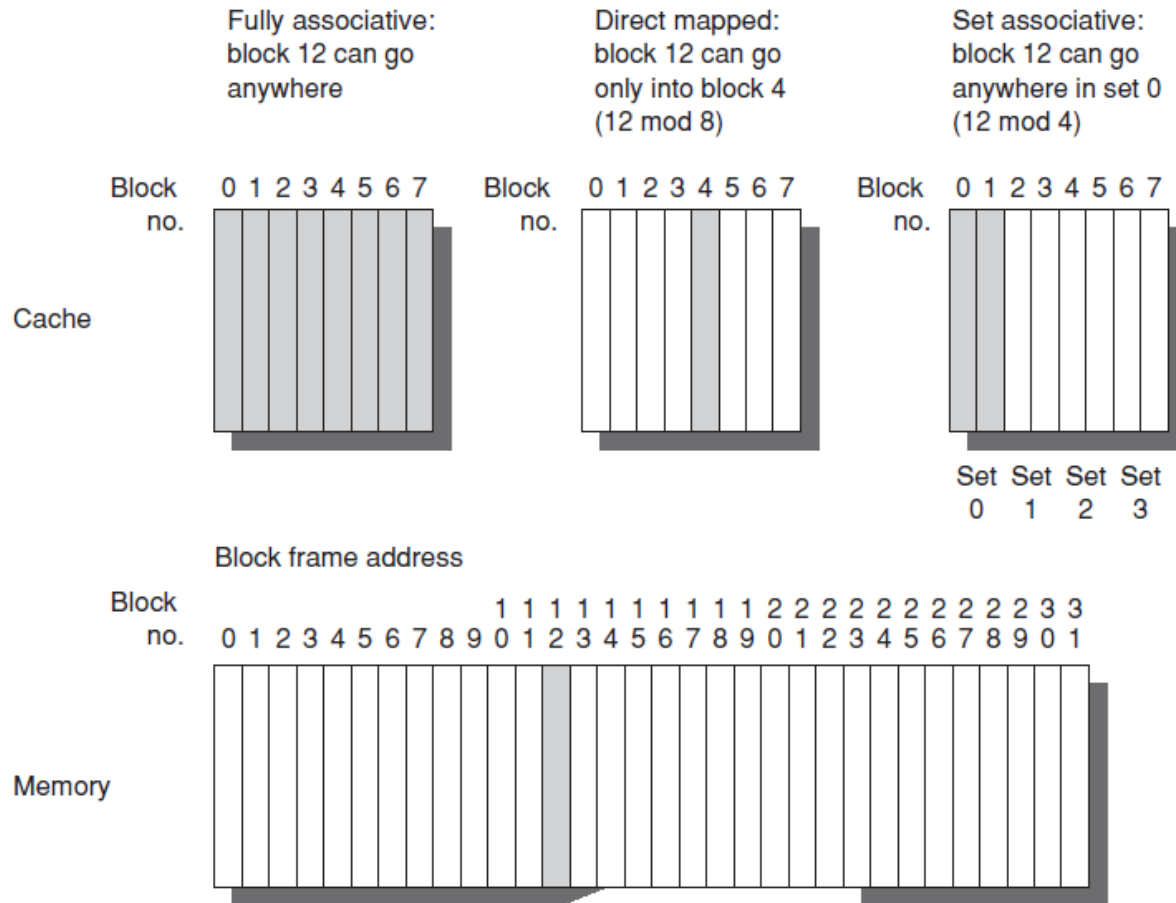 Fully associative:
block 12 can go
anywhere
Direct mapped:
block 12 can go
only into block 4
(12 mod 8)
Set associative:
block 12 can go
anywhere in set 0
(12 mod 4)
Block
no.
0 1 2 3 4 5 6 7
Block
no.
0 1 2 3 4 5 6 7
Block
no.
0 1 2 3 4 5 6 7
Cache
Set Set Set Set
0 1 2 3
Block frame address
Block
no.
1 1 1 1 1 1 1 1 1 1 2 2 2 2 2 2 2 2 2 2 3 3
0 1 2 3 4 5 6 7 8 9 0 1 2 3 4 5 6 7 8 9 0 1 2 3 4 5 6 7 8 9 0 1
Memory